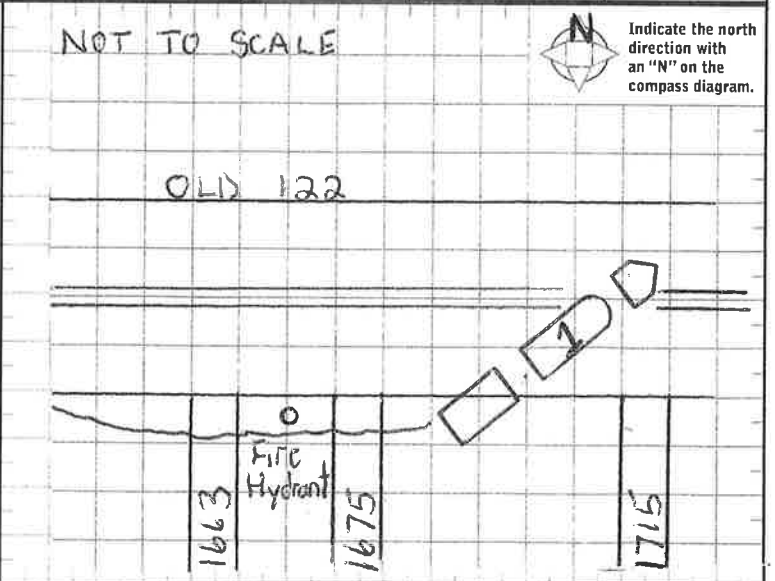 NOT TO SCALE
N
Indicate the north
direction with
an "N" on the
compass diagram.
OLD 122
1
Fire
Hydrant
1663
1675
1715